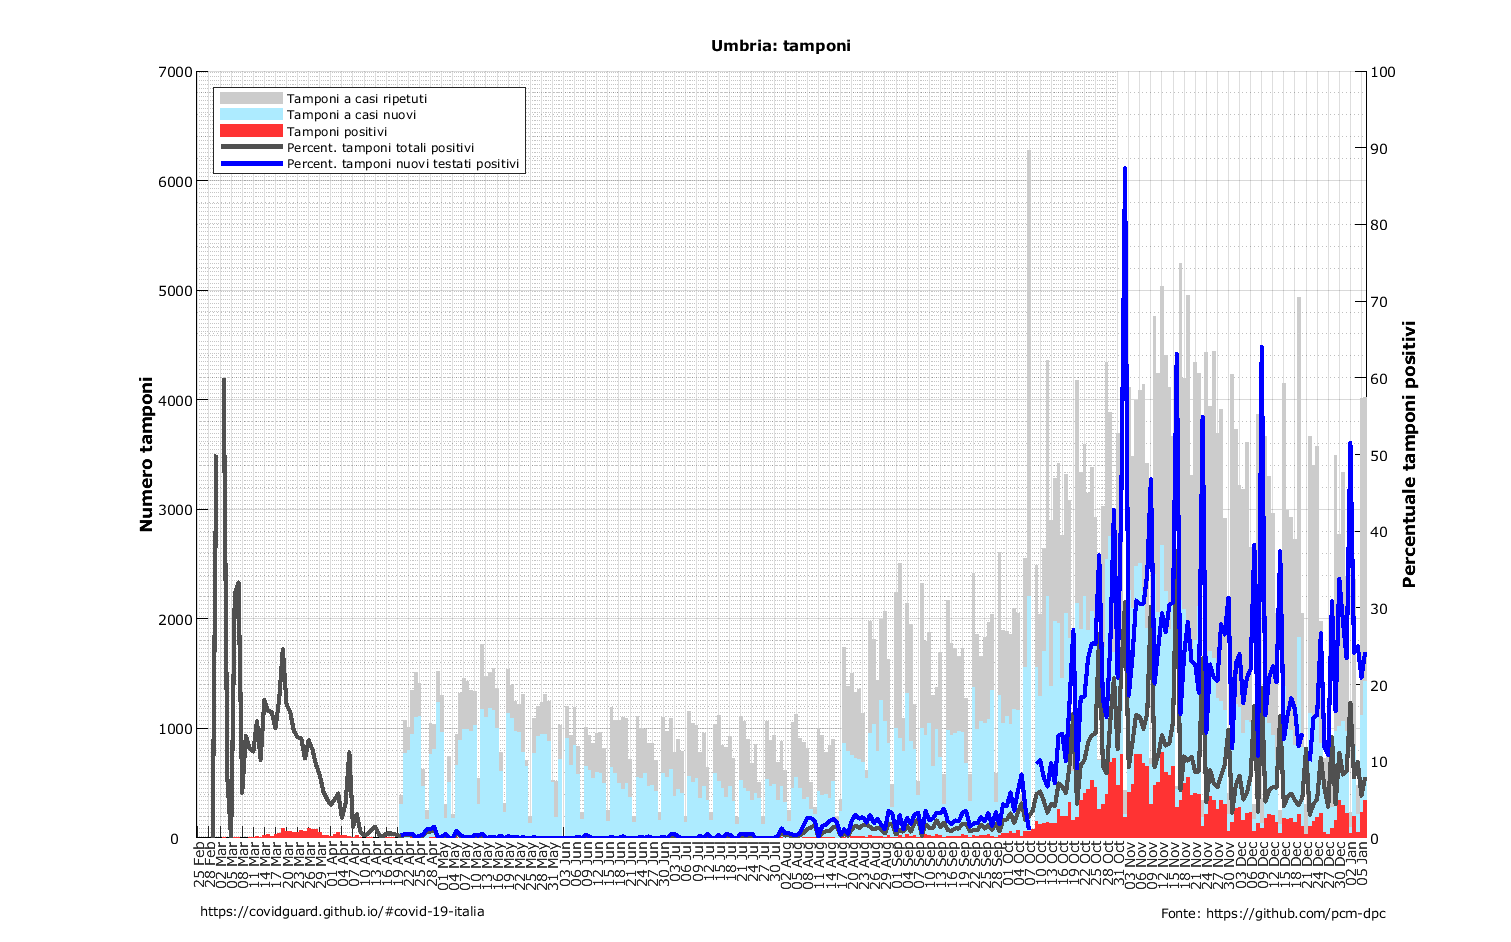 Umbria: tamponi
Tamponi a casi ripetuti
Tamponi a casi nuovi
Tamponi positivi
Percent. tamponi totali positivi
Percent. tamponi nuovi testati positivi
Numero tamponi
7000
6000
5000
4000
3000
2000
1000
0
Percentuale tamponi positivi
100
90
80
70
60
50
40
30
20
10
0
25 Feb
28 Feb
02 Mar
05 Mar
08 Mar
11 Mar
14 Mar
17 Mar
20 Mar
23 Mar
26 Mar
29 Mar
01 Apr
04 Apr
07 Apr
10 Apr
13 Apr
16 Apr
19 Apr
22 Apr
25 Apr
28 Apr
01 May
04 May
07 May
10 May
13 May
16 May
19 May
22 May
25 May
28 May
31 May
03 Jun
06 Jun
09 Jun
12 Jun
15 Jun
18 Jun
21 Jun
24 Jun
27 Jun
30 Jun
03 Jul
06 Jul
09 Jul
12 Jul
15 Jul
18 Jul
21 Jul
24 Jul
27 Jul
30 Jul
02 Aug
05 Aug
08 Aug
11 Aug
14 Aug
17 Aug
20 Aug
23 Aug
26 Aug
29 Aug
01 Sep
04 Sep
07 Sep
10 Sep
13 Sep
16 Sep
19 Sep
22 Sep
25 Sep
28 Sep
01 Oct
04 Oct
07 Oct
10 Oct
13 Oct
16 Oct
19 Oct
22 Oct
25 Oct
28 Oct
31 Oct
03 Nov
06 Nov
09 Nov
12 Nov
15 Nov
18 Nov
21 Nov
24 Nov
27 Nov
30 Nov
03 Dec
06 Dec
09 Dec
12 Dec
15 Dec
18 Dec
21 Dec
24 Dec
27 Dec
30 Dec
02 Jan
05 Jan
https://covidguard.github.io/#covid-19-italia
Fonte: https://github.com/pcm-dpc